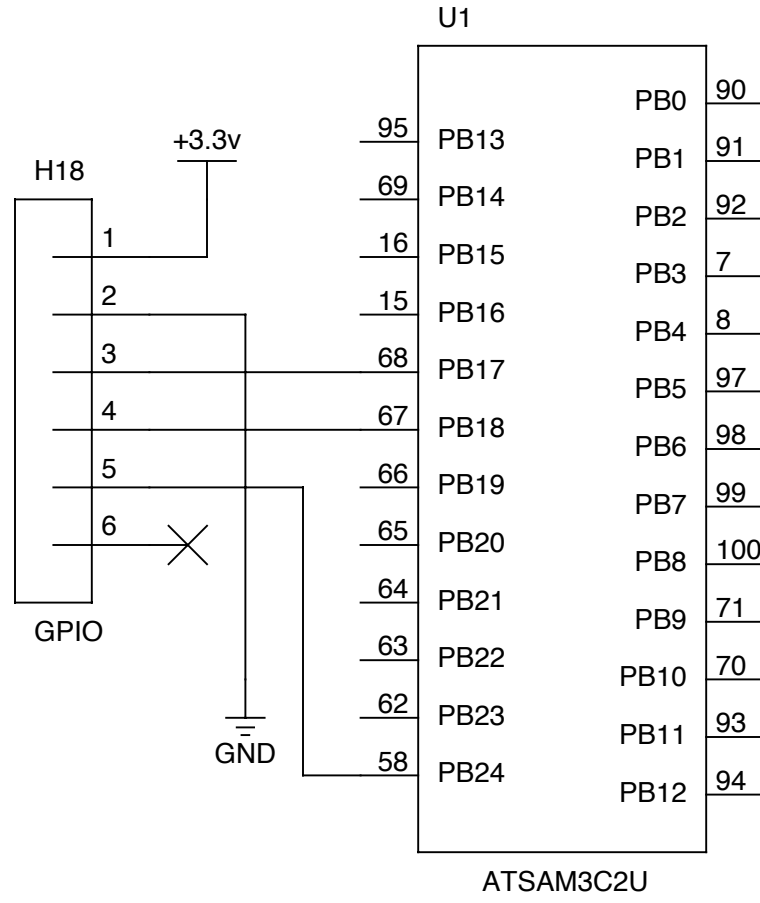 U1
H18
+3.3v
1
2
3
4
5
6
GPIO
GND
95 PB13
69 PB14
16 PB15
15 PB16
68 PB17
67 PB18
66 PB19
65 PB20
64 PB21
63 PB22
62 PB23
58 PB24
PB0 90
PB1 91
PB2 92
PB3 7
PB4 8
PB5 97
PB6 98
PB7 99
PB8 100
PB9 71
PB10 70
PB11 93
PB12 94
ATSAM3C2U